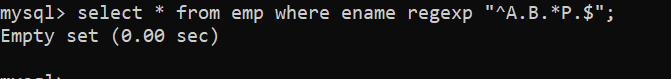 mysql> select * from emp where ename regexp "^A.B.*P.$";
Empty set (0.00 sec)